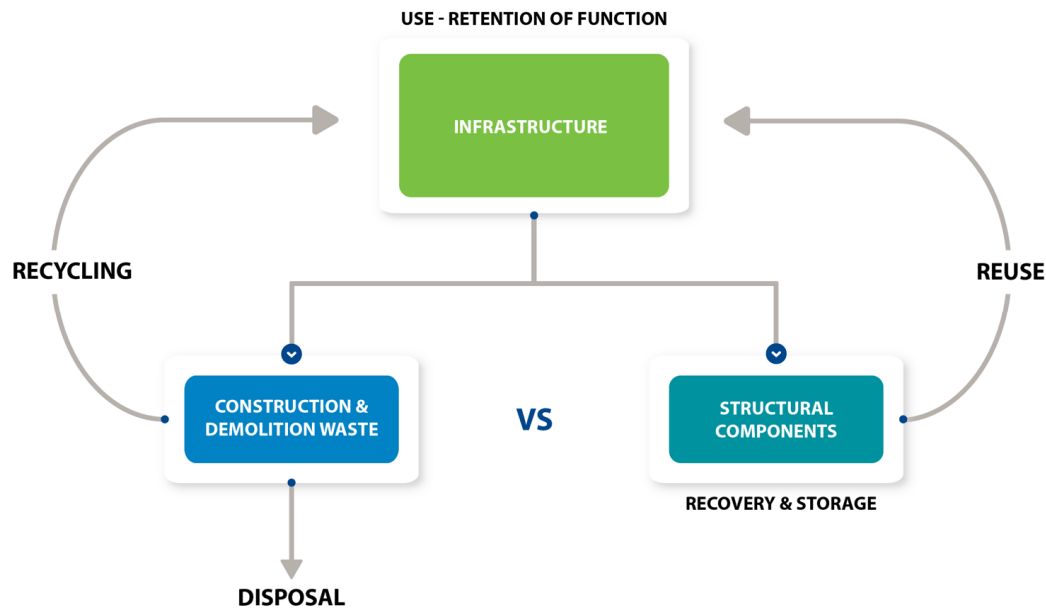 USE - RETENTION OF FUNCTION
INFRASTRUCTURE
RECYCLING
REUSE
CONSTRUCTION &
DEMOLITION WASTE
VS
STRUCTURAL
COMPONENTS
RECOVERY & STORAGE
DISPOSAL